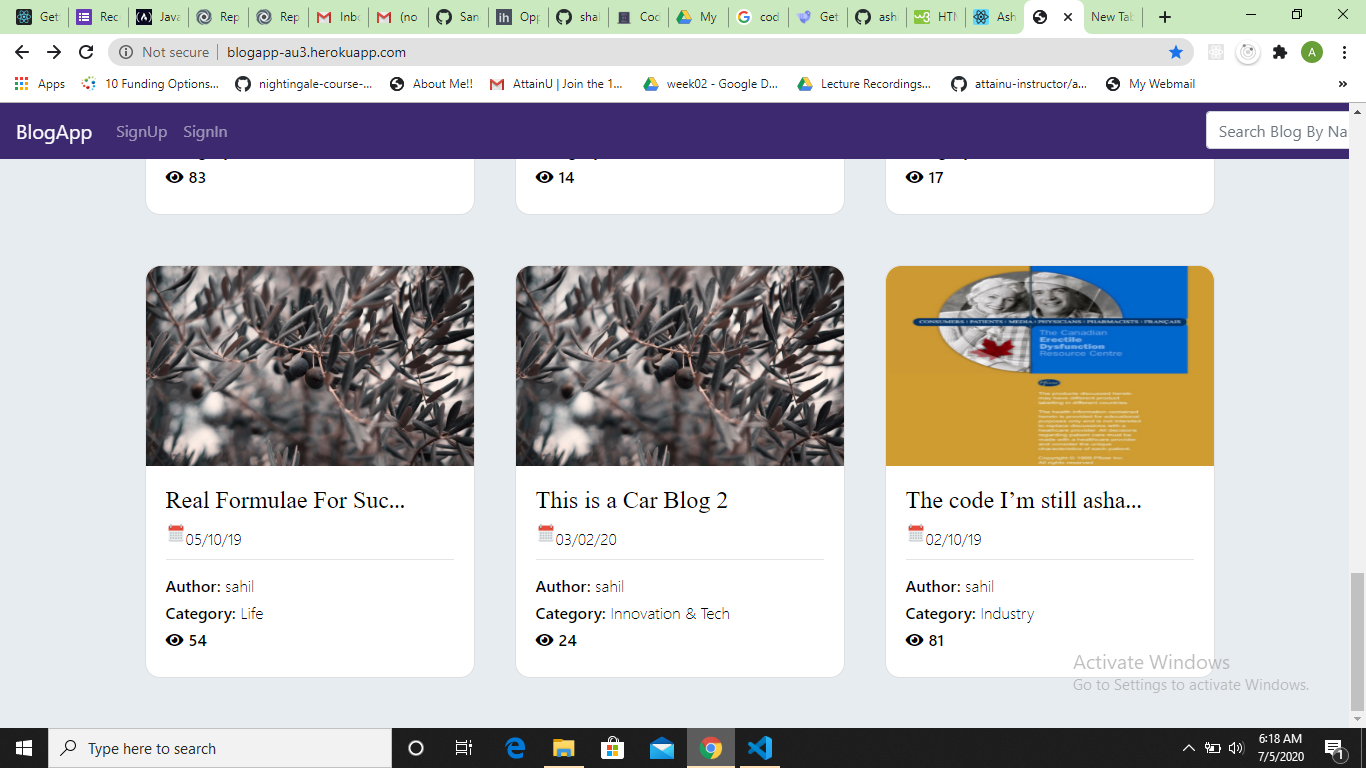 Get
Rec
Java
Rep
Rep
Inbo
(no
San
Opp
shai
Cod
My
cod
Get
ash
HTM
Ash
New Tab
Not secure
blogapp-au3.herokuapp.com
A
Apps
10 Funding Options...
nightingale-course-...
About Me!!
AttainU | Join the 1...
week02 - Google D...
Lecture Recordings...
attainu-instructor/a...
My Webmail
»
BlogApp
SignUp
SignIn
Search Blog By Na
83
14
17
CONSUMERS | PATIENTS | MEDIA | PHYSICIANS | PHARMACISTS | FRANÇAIS
The Canadian
Erectile
Dysfunction
Resource Centre
Real Formulae For Suc...
05/10/19
Author: sahil
Category: Life
54
This is a Car Blog 2
03/02/20
Author: sahil
Category: Innovation & Tech
24
The code I’m still asha...
02/10/19
Author: sahil
Category: Industry
81
Activate Windows
Go to Settings to activate Windows.
Type here to search
6:18 AM
7/5/2020
1